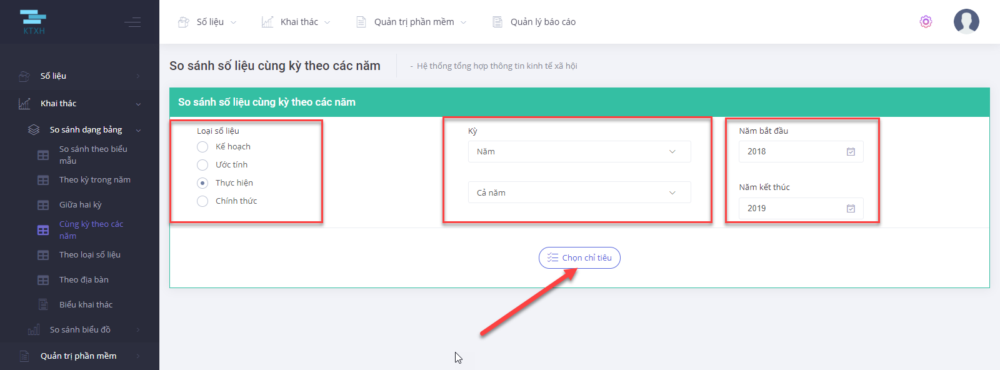 KTXH
Số liệu
Khai thác
Quản trị phần mềm
Quản lý báo cáo
Số liệu
Khai thác
So sánh dạng bảng
So sánh theo biểu
mẫu
Theo kỳ trong năm
Giữa hai kỳ
Cùng kỳ theo các
năm
Theo loại số liệu
Theo địa bàn
Biểu khai thác
So sánh biểu đồ
Quản trị phần mềm
So sánh số liệu cùng kỳ theo các năm
- Hệ thống tổng hợp thông tin kinh tế xã hội
So sánh số liệu cùng kỳ theo các năm
Loại số liệu
Kế hoạch
Ước tính
Thực hiện
Chính thức
Kỳ
Năm
Cả năm
Năm bắt đầu
2018
Năm kết thúc
2019
Chọn chỉ tiêu